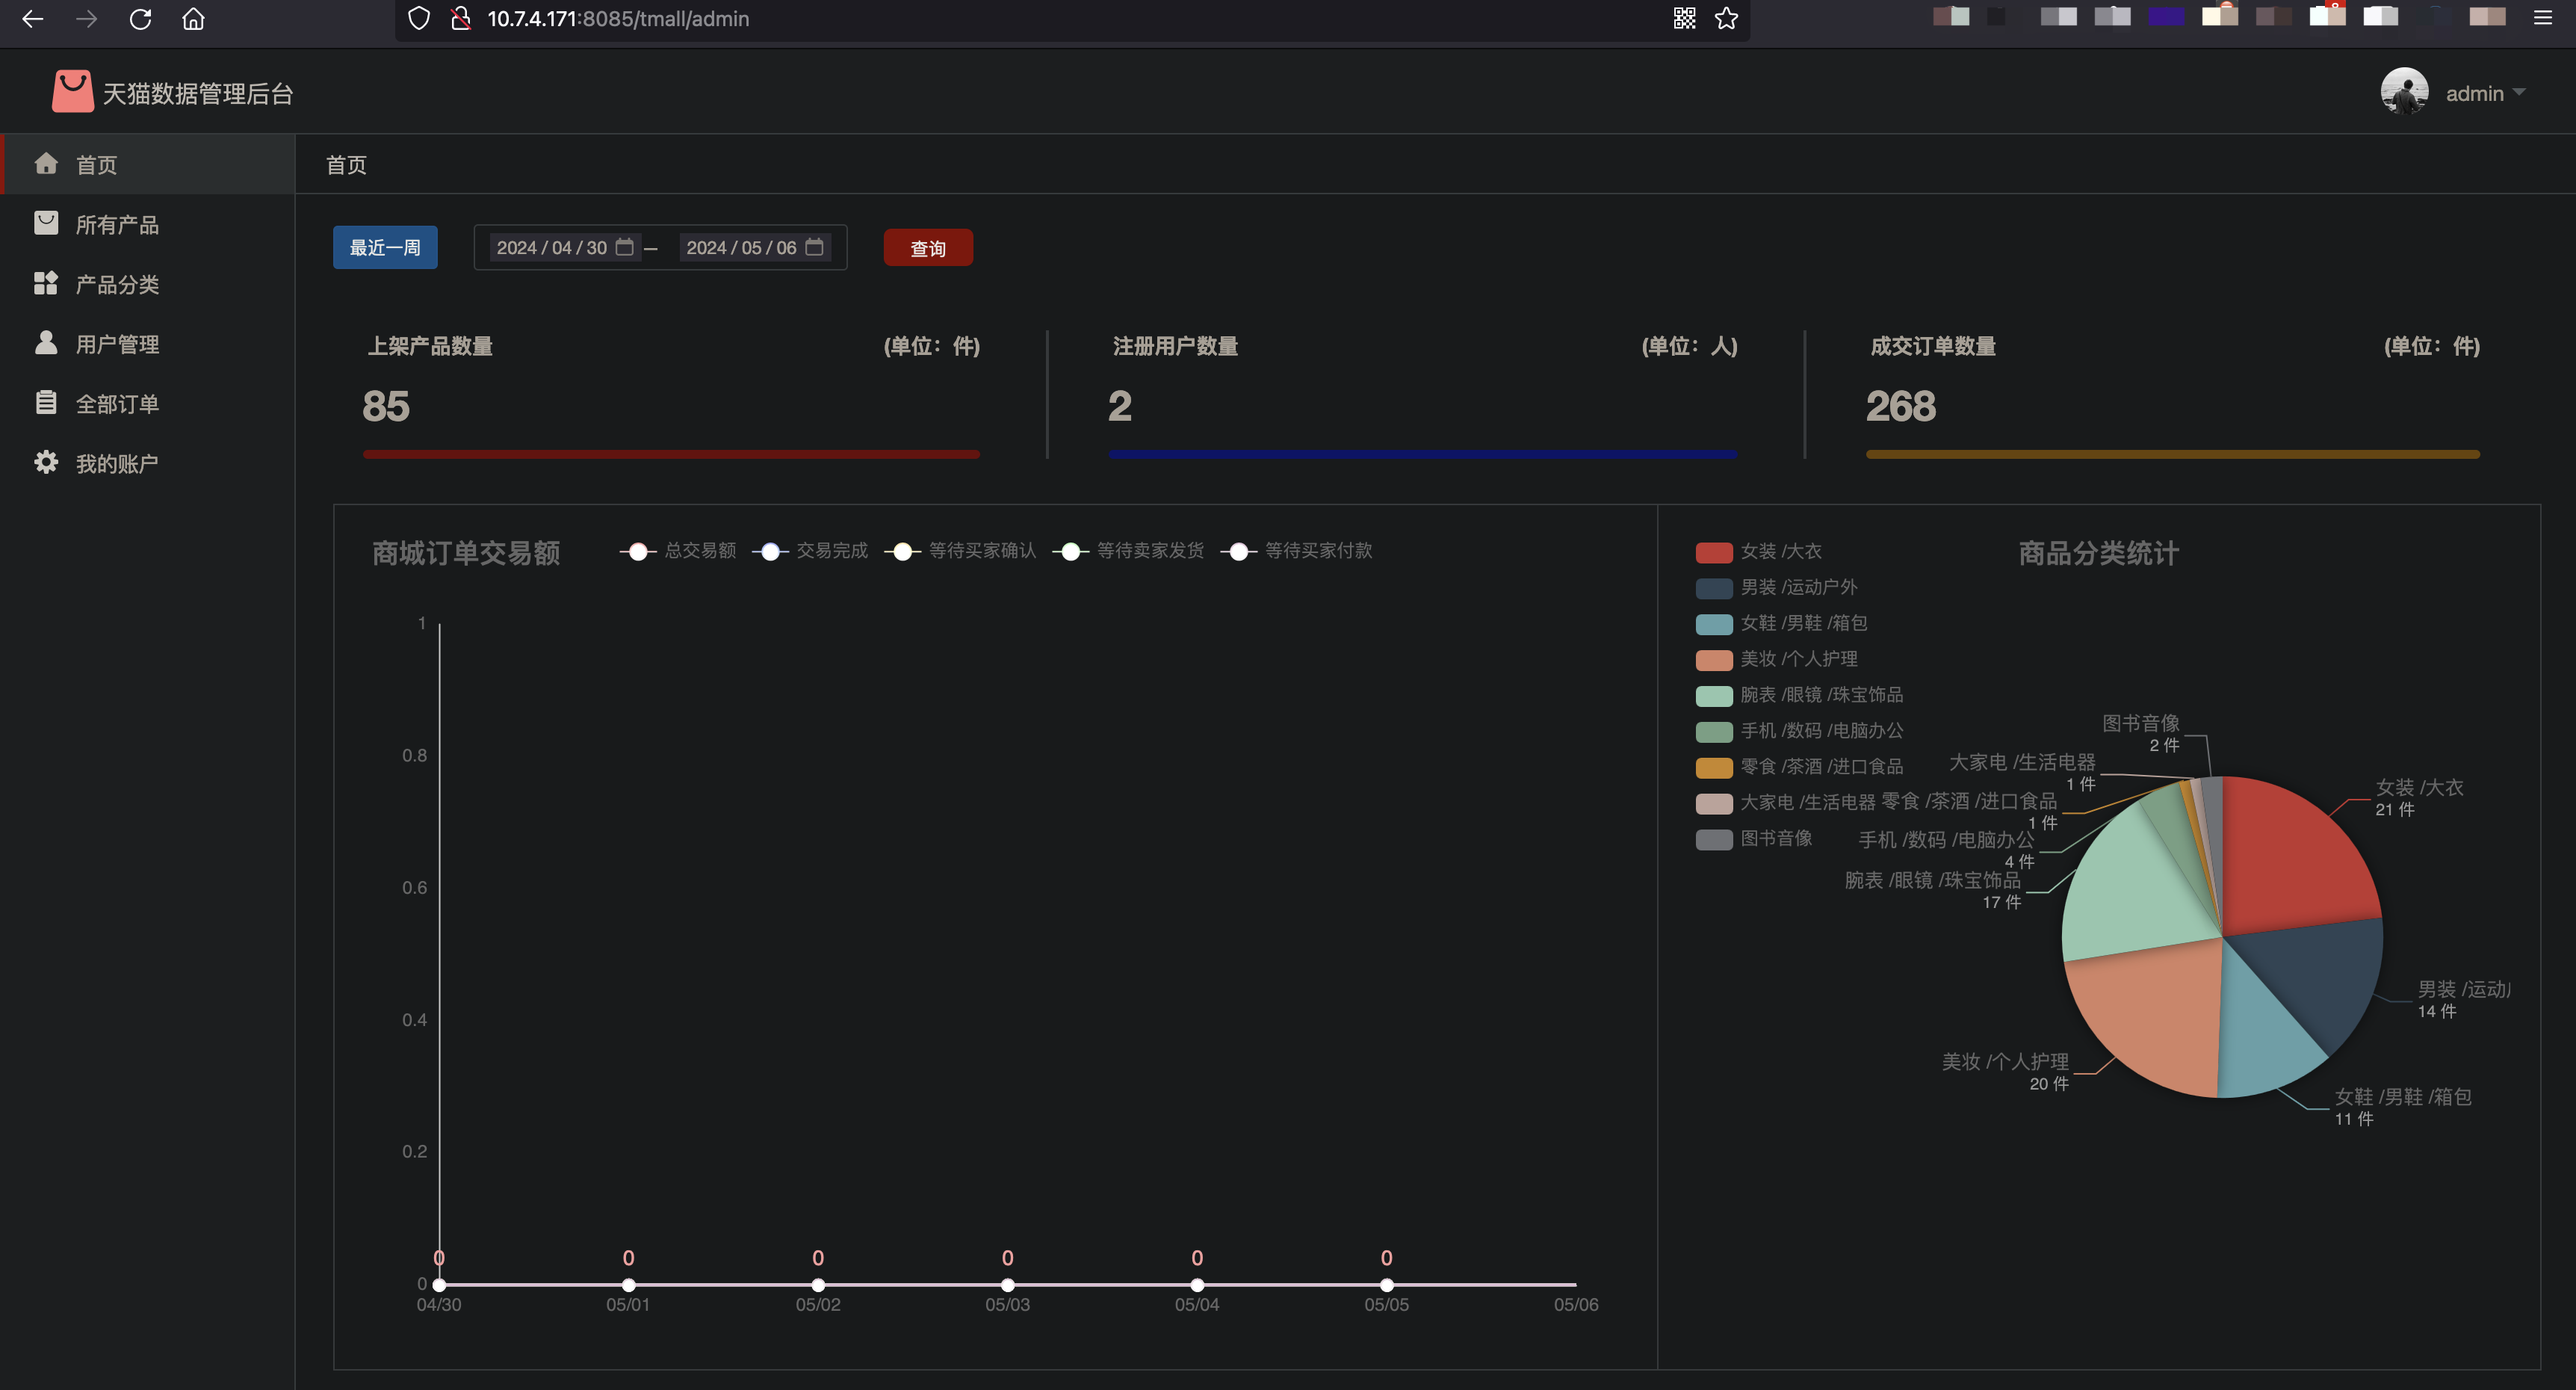 10.7.4.171:8085/tmall/admin
天猫数据管理后台
admin
首页
所有产品
产品分类
用户管理
全部订单
我的账户
首页
最近一周
2024 / 04 / 30
—
2024 / 05 / 06
查询
上架产品数量
(单位：件)
85
注册用户数量
(单位：人)
2
成交订单数量
(单位：件)
268
商城订单交易额
总交易额
交易完成
等待买家确认
等待卖家发货
等待买家付款
1
0.8
0.6
0.4
0.2
0
0
0
0
0
0
0
04/30
05/01
05/02
05/03
05/04
05/05
05/06
商品分类统计
女装 /大衣
男装 /运动户外
女鞋 /男鞋 /箱包
美妆 /个人护理
腕表 /眼镜 /珠宝饰品
手机 /数码 /电脑办公
零食 /茶酒 /进口食品
大家电 /生活电器
图书音像
图书音像
2 件
大家电 /生活电器
1 件
零食 /茶酒 /进口食品
1 件
手机 /数码 /电脑办公
4 件
腕表 /眼镜 /珠宝饰品
17 件
美妆 /个人护理
20 件
女装 /大衣
21 件
男装 /运动
14 件
女鞋 /男鞋 /箱包
11 件